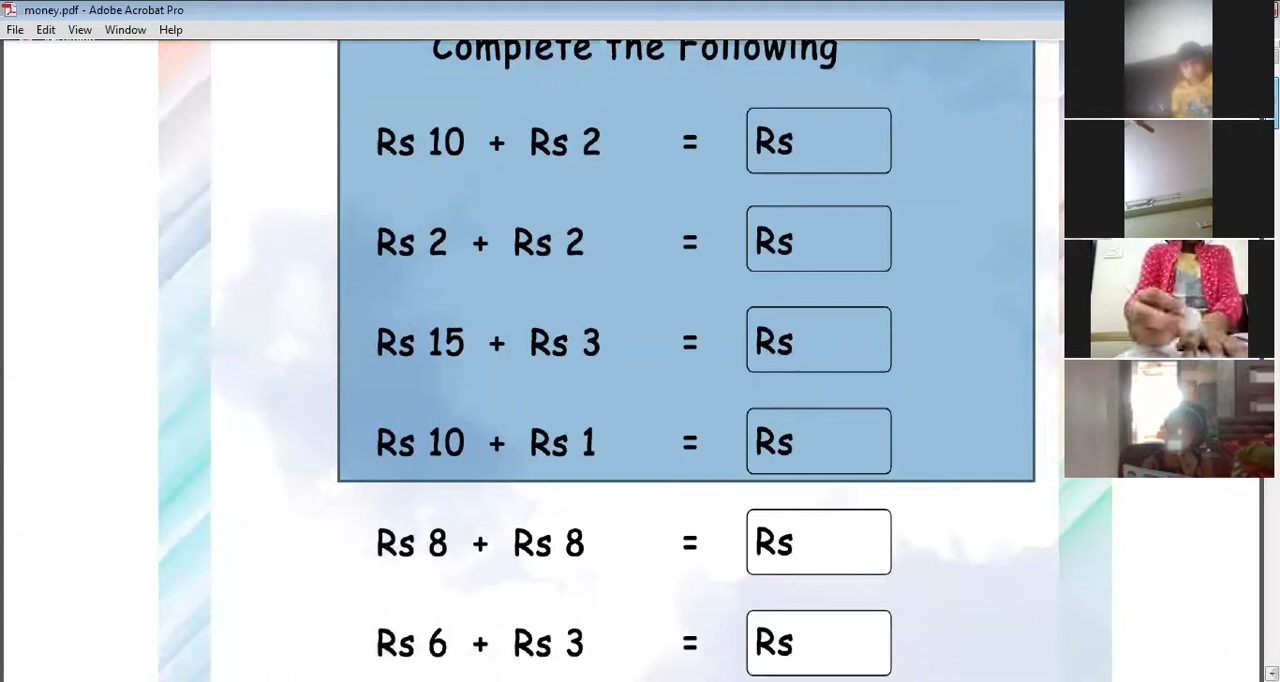 money.pdf - Adobe Acrobat Pro
File Edit View Window Help
Complete the Following
Rs 10 + Rs 2 = Rs
Rs 2 + Rs 2 = Rs
Rs 15 + Rs 3 = Rs
Rs 10 + Rs 1 = Rs
Rs 8 + Rs 8 = Rs
Rs 6 + Rs 3 = Rs